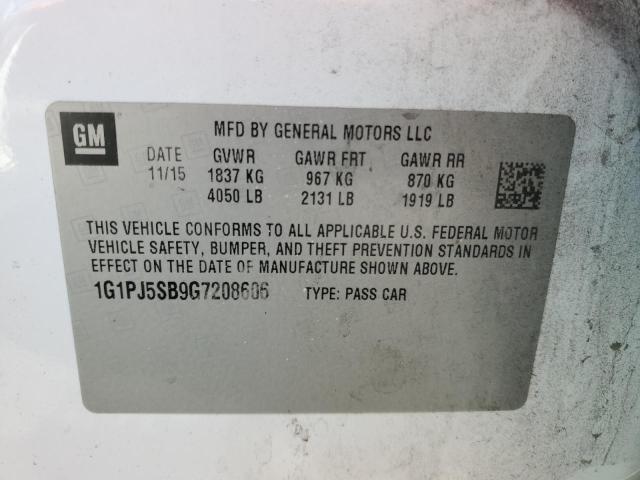 GM
MFD BY GENERAL MOTORS LLC
DATE GVWR GAWR FRT GAWR RR
11/15 1837 KG 967 KG 870 KG
4050 LB 2131 LB 1919 LB
THIS VEHICLE CONFORMS TO ALL APPLICABLE U.S. FEDERAL MOTOR
VEHICLE SAFETY, BUMPER, AND THEFT PREVENTION STANDARDS IN
EFFECT ON THE DATE OF MANUFACTURE SHOWN ABOVE.
1G1PJ5SB9G7208606 TYPE: PASS CAR